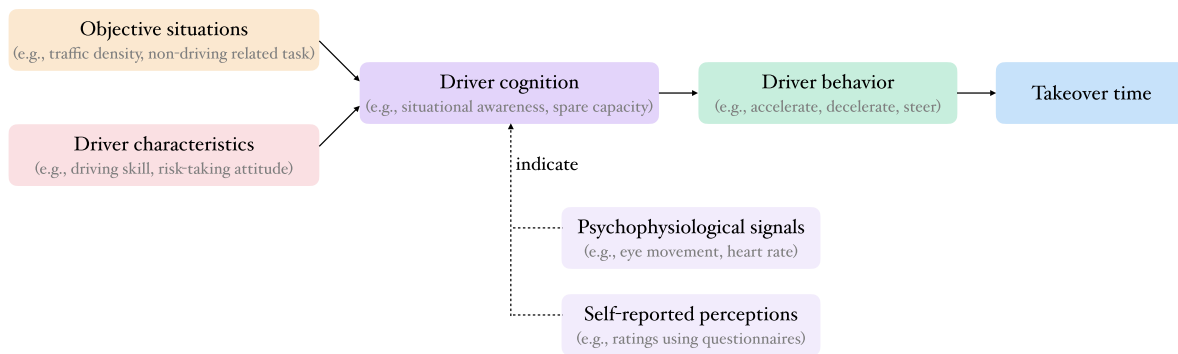 Objective situations
(e.g., traffic density, non-driving related task)
Driver characteristics
(e.g., driving skill, risk-taking attitude)
Driver cognition
(e.g., situational awareness, spare capacity)
Driver behavior
(e.g., accelerate, decelerate, steer)
Takeover time
indicate
Psychophysiological signals
(e.g., eye movement, heart rate)
Self-reported perceptions
(e.g., ratings using questionnaires)